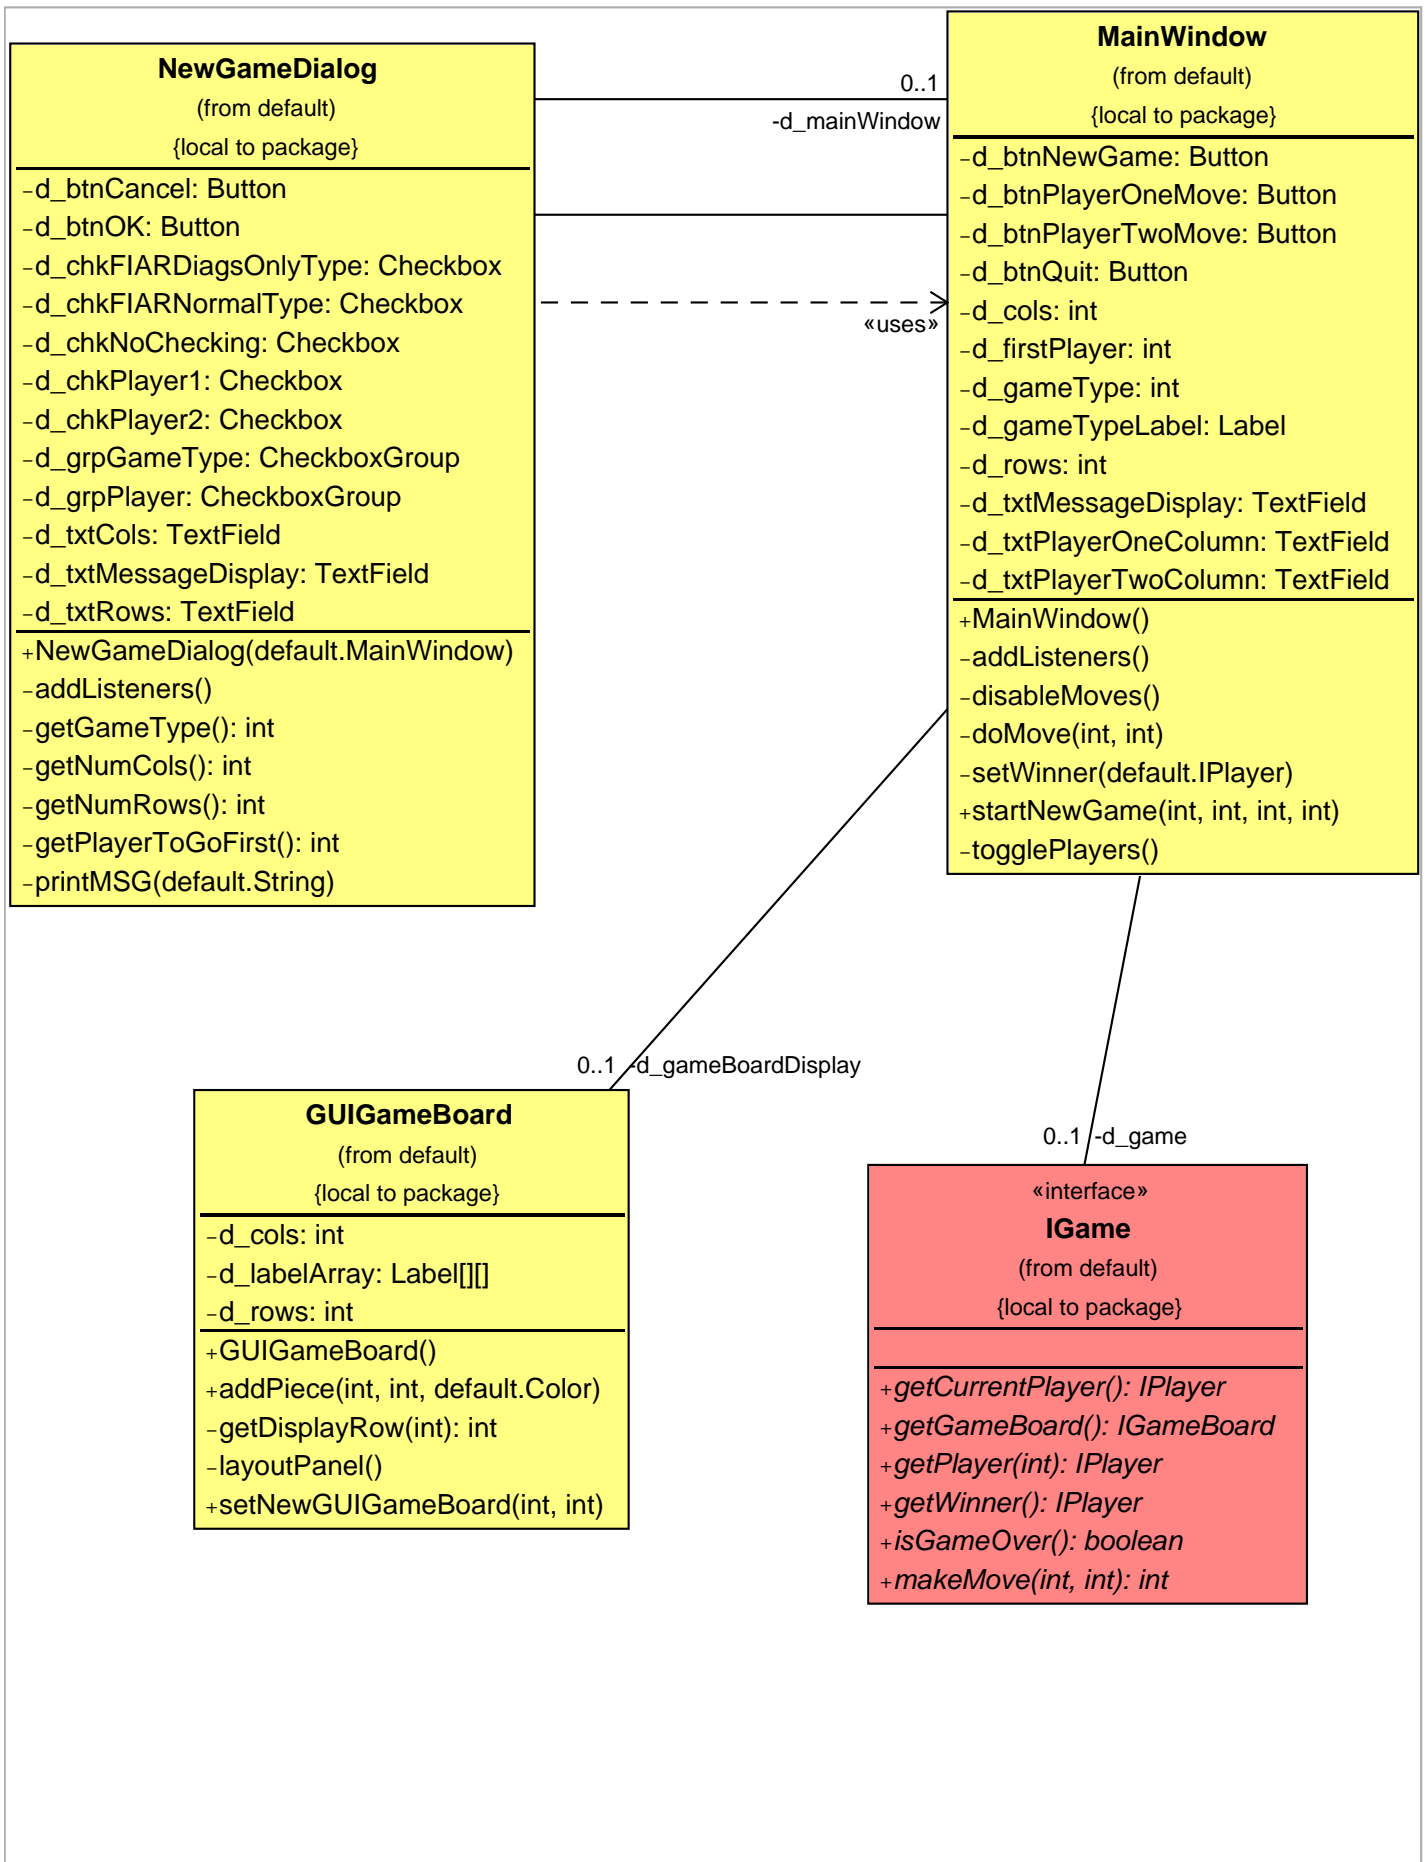 NewGameDialog
(from default)
{local to package}
-d_btnCancel: Button
-d_btnOK: Button
-d_chkFIARDiagsOnlyType: Checkbox
-d_chkFIARNormalType: Checkbox
-d_chkNoChecking: Checkbox
-d_chkPlayer1: Checkbox
-d_chkPlayer2: Checkbox
-d_grpGameType: CheckboxGroup
-d_grpPlayer: CheckboxGroup
-d_txtCols: TextField
-d_txtMessageDisplay: TextField
-d_txtRows: TextField
+NewGameDialog(default.MainWindow)
-addListeners()
-getGameType(): int
-getNumCols(): int
-getNumRows(): int
-getPlayerToGoFirst(): int
-printMSG(default.String)
0..1
-d_mainWindow
«uses»
MainWindow
(from default)
{local to package}
-d_btnNewGame: Button
-d_btnPlayerOneMove: Button
-d_btnPlayerTwoMove: Button
-d_btnQuit: Button
-d_cols: int
-d_firstPlayer: int
-d_gameType: int
-d_gameTypeLabel: Label
-d_rows: int
-d_txtMessageDisplay: TextField
-d_txtPlayerOneColumn: TextField
-d_txtPlayerTwoColumn: TextField
+MainWindow()
-addListeners()
-disableMoves()
-doMove(int, int)
-setWinner(default.IPlayer)
+startNewGame(int, int, int, int)
-togglePlayers()
0..1 -d_gameBoardDisplay
GUIGameBoard
(from default)
{local to package}
-d_cols: int
-d_labelArray: Label[][]
-d_rows: int
+GUIGameBoard()
+addPiece(int, int, default.Color)
-getDisplayRow(int): int
-layoutPanel()
+setNewGUIGameBoard(int, int)
0..1 -d_game
«interface»
IGame
(from default)
{local to package}
+getCurrentPlayer(): IPlayer
+getGameBoard(): IGameBoard
+getPlayer(int): IPlayer
+getWinner(): IPlayer
+isGameOver(): boolean
+makeMove(int, int): int